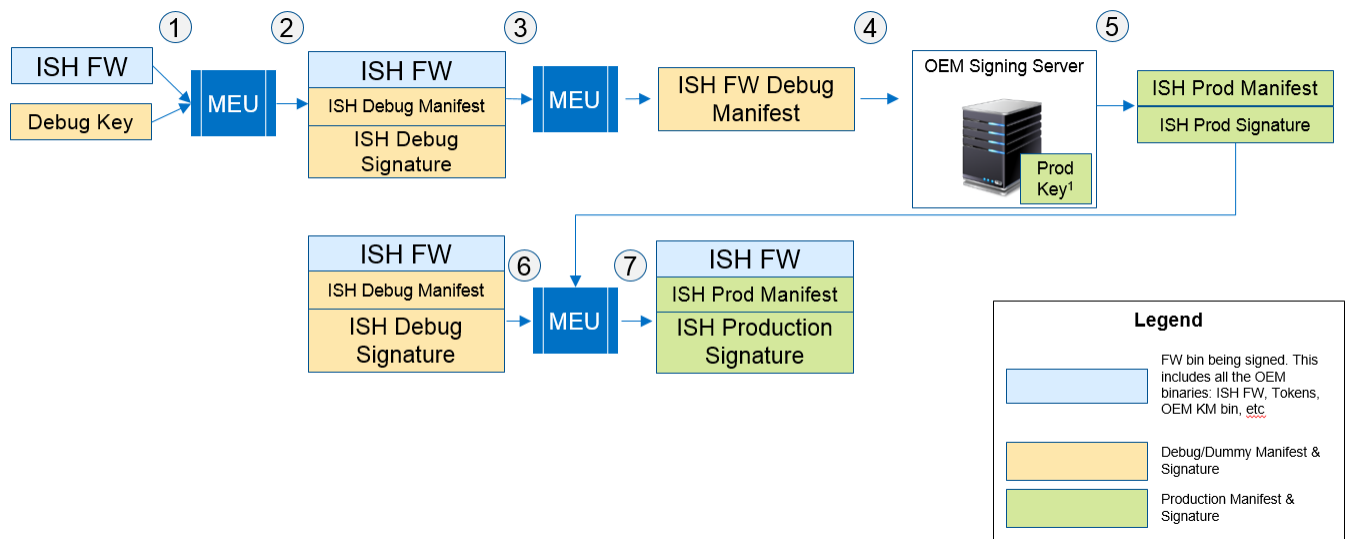 1
2
3
4
5
ISH FW
Debug Key
MEU
ISH FW
ISH Debug Manifest
ISH Debug
Signature
MEU
ISH FW Debug
Manifest
OEM Signing Server
Prod
Key1
ISH Prod Manifest
ISH Prod Signature
ISH FW
ISH Debug Manifest
ISH Debug
Signature
6
MEU
7
ISH FW
ISH Prod Manifest
ISH Production
Signature
Legend
FW bin being signed. This
includes all the OEM
binaries: ISH FW, Tokens,
OEM KM bin, etc
Debug/Dummy Manifest &
Signature
Production Manifest &
Signature